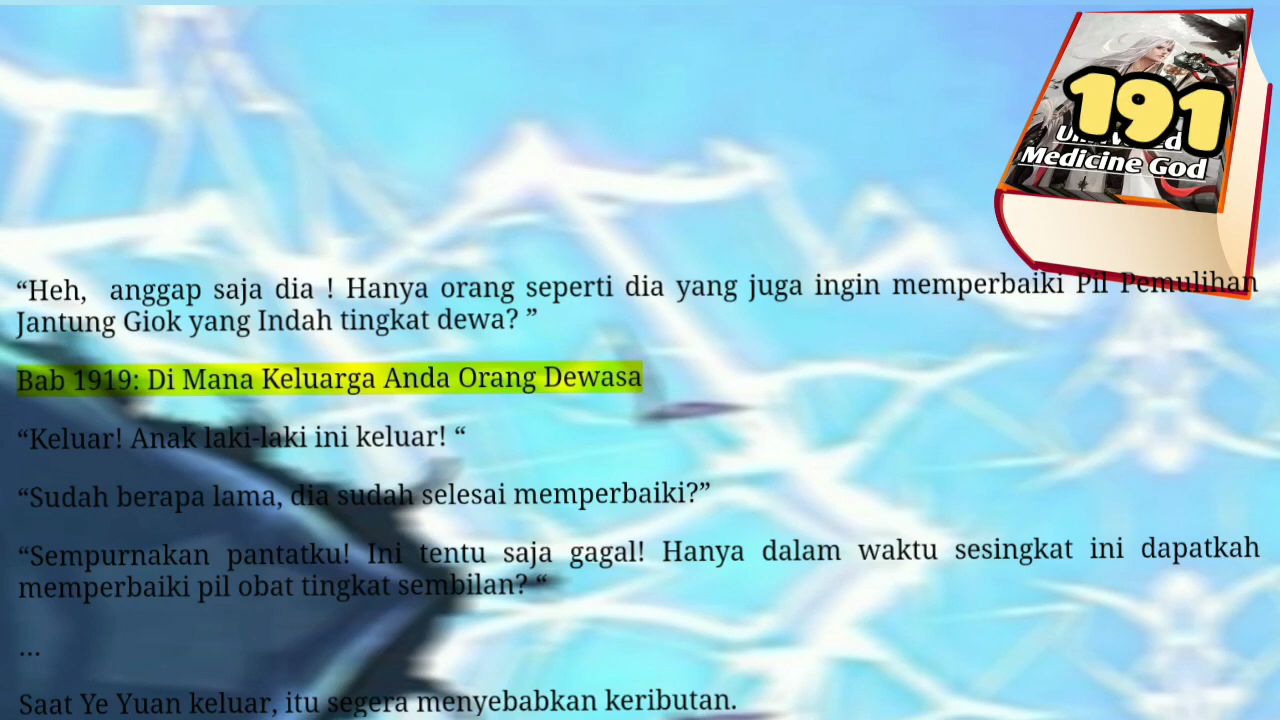 191
Medicine God
“Heh, anggap saja dia ! Hanya orang seperti dia yang juga ingin memperbaiki Pil Pemulihan
Jantung Giok yang Indah tingkat dewa? ”
Bab 1919: Di Mana Keluarga Anda Orang Dewasa
“Keluar! Anak laki-laki ini keluar! “
“Sudah berapa lama, dia sudah selesai memperbaiki?”
“Sempurnakan pantatku! Ini tentu saja gagal! Hanya dalam waktu sesingkat ini dapatkah
memperbaiki pil obat tingkat sembilan? “
...
Saat Ye Yuan keluar, itu segera menyebabkan keributan.